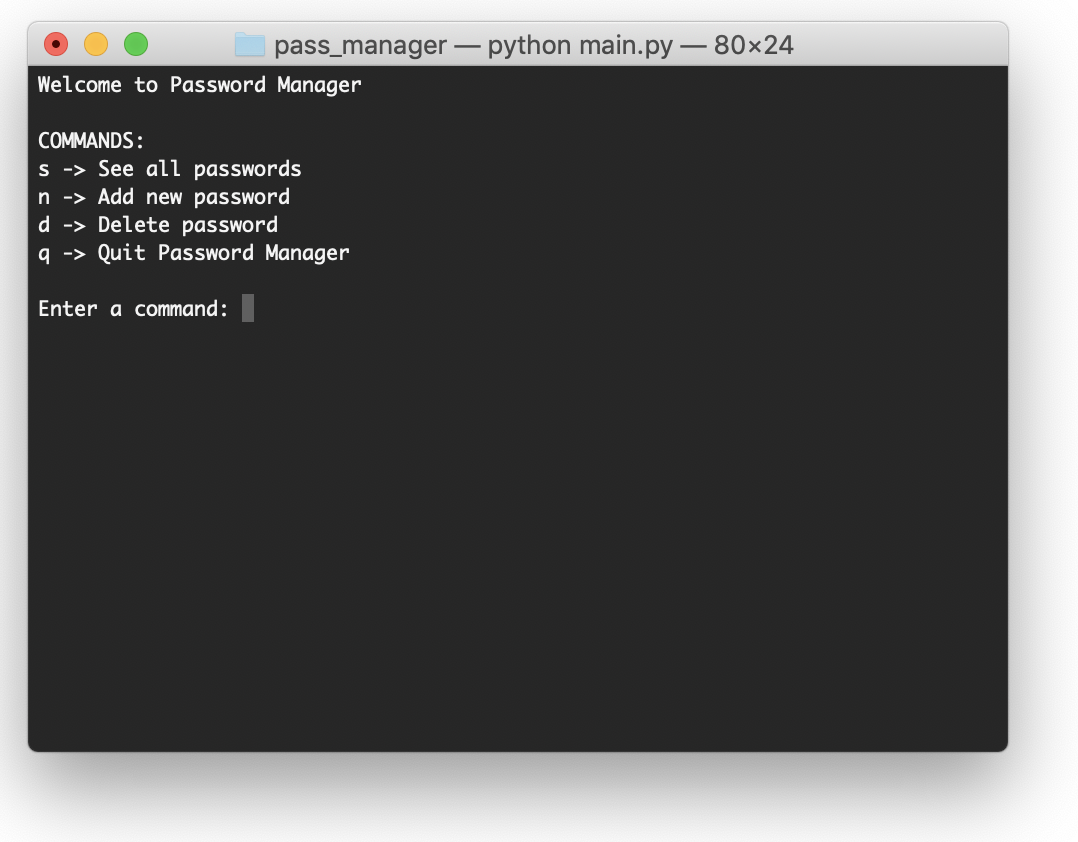 pass_manager — python main.py — 80×24
Welcome to Password Manager
COMMANDS:
s -> See all passwords
n -> Add new password
d -> Delete password
q -> Quit Password Manager
Enter a command: